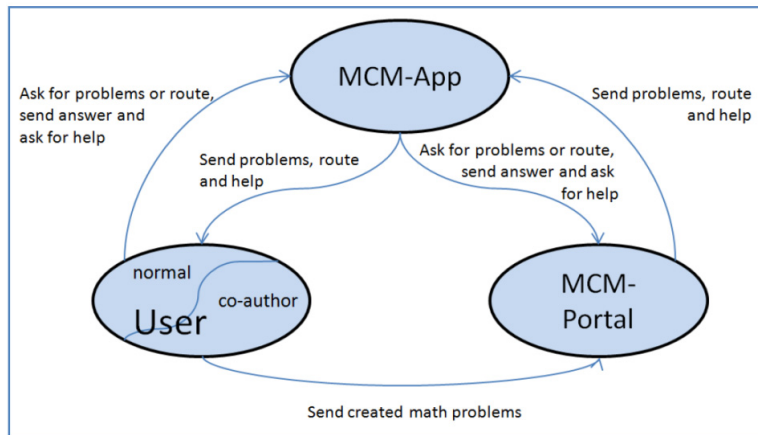 MCM-App
Ask for problems or route,
send answer and
ask for help
Send problems, route
and help
Send problems, route
and help
Ask for problems or route,
send answer and ask
for help
normal
co-author
User
MCM-
Portal
Send created math problems